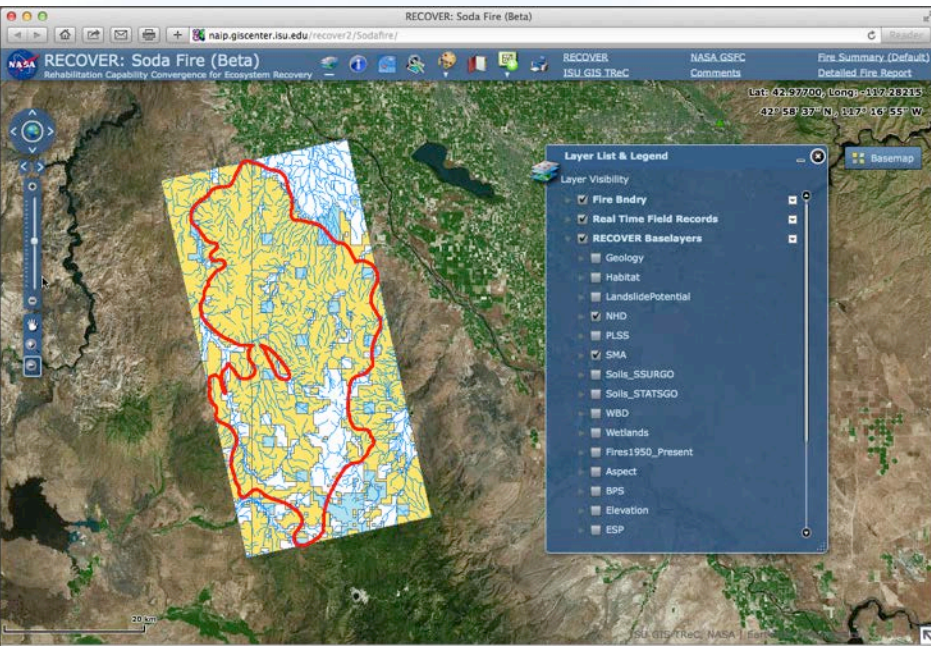 RECOVER: Soda Fire (Beta)
naip.giscenter.isu.edu/recover2/Sodafire/
Reader
NASA
RECOVER: Soda Fire (Beta)
Rehabilitation Capability Convergence for Ecosystem Recovery
RECOVER
NASA GSFC
Fire Summary (Default)
ISU GIS TReC
Comments
Detailed Fire Report
Lat: 42.97700, Long: -117.28215
42° 58' 37" N , 117° 16' 55" W
Basemap
Layer List & Legend
Layer Visibility
Fire Bndry
Real Time Field Records
RECOVER Baselayers
Geology
Habitat
LandslidePotential
NHD
PLSS
SMA
Soils_SSURGO
Soils_STATSGO
WBD
Wetlands
Fires1950_Present
Aspect
BPS
Elevation
ESP
20 km
ISU GIS TReC, NASA |